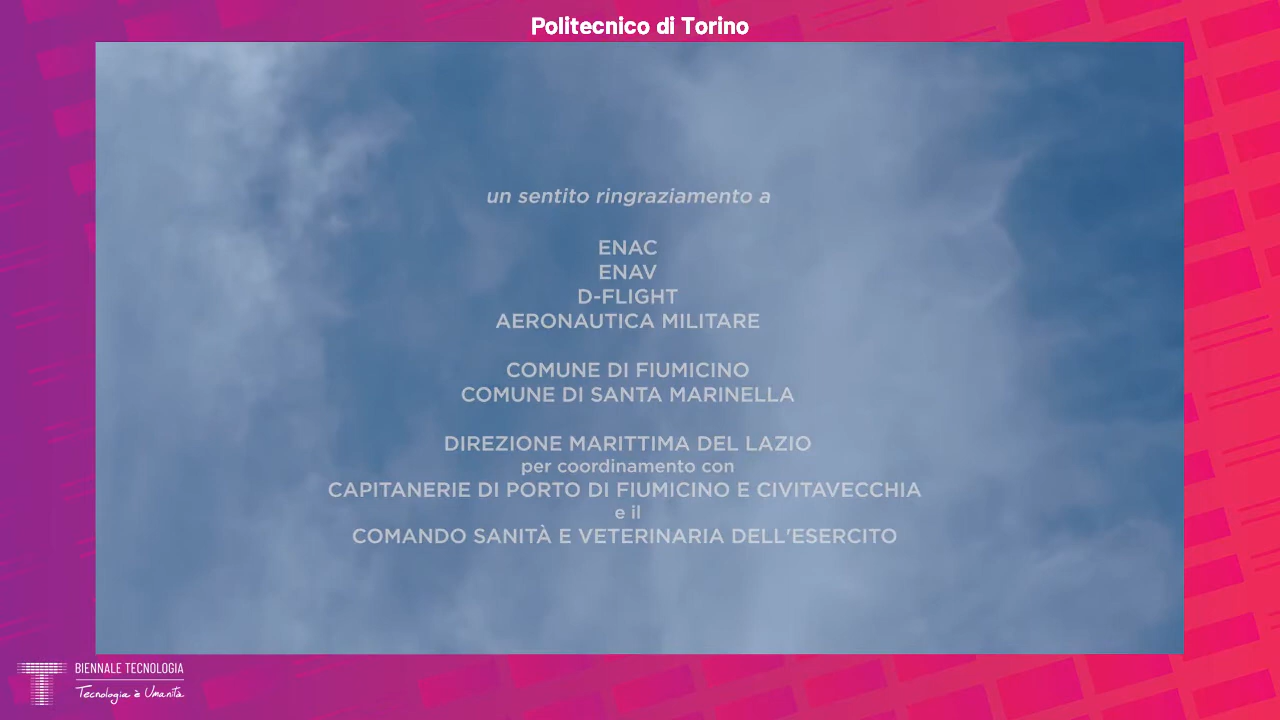 Politecnico di Torino
un sentito ringraziamento a
ENAC
ENAV
D-FLIGHT
AERONAUTICA MILITARE
COMUNE DI FIUMICINO
COMUNE DI SANTA MARINELLA
DIREZIONE MARITTIMA DEL LAZIO
per coordinamento con
CAPITANERIE DI PORTO DI FIUMICINO E CIVITAVECCHIA
e il
COMANDO SANITÀ E VETERINARIA DELL'ESERCITO
BIENNALE TECNOLOGIA
Tecnologia è Umanità